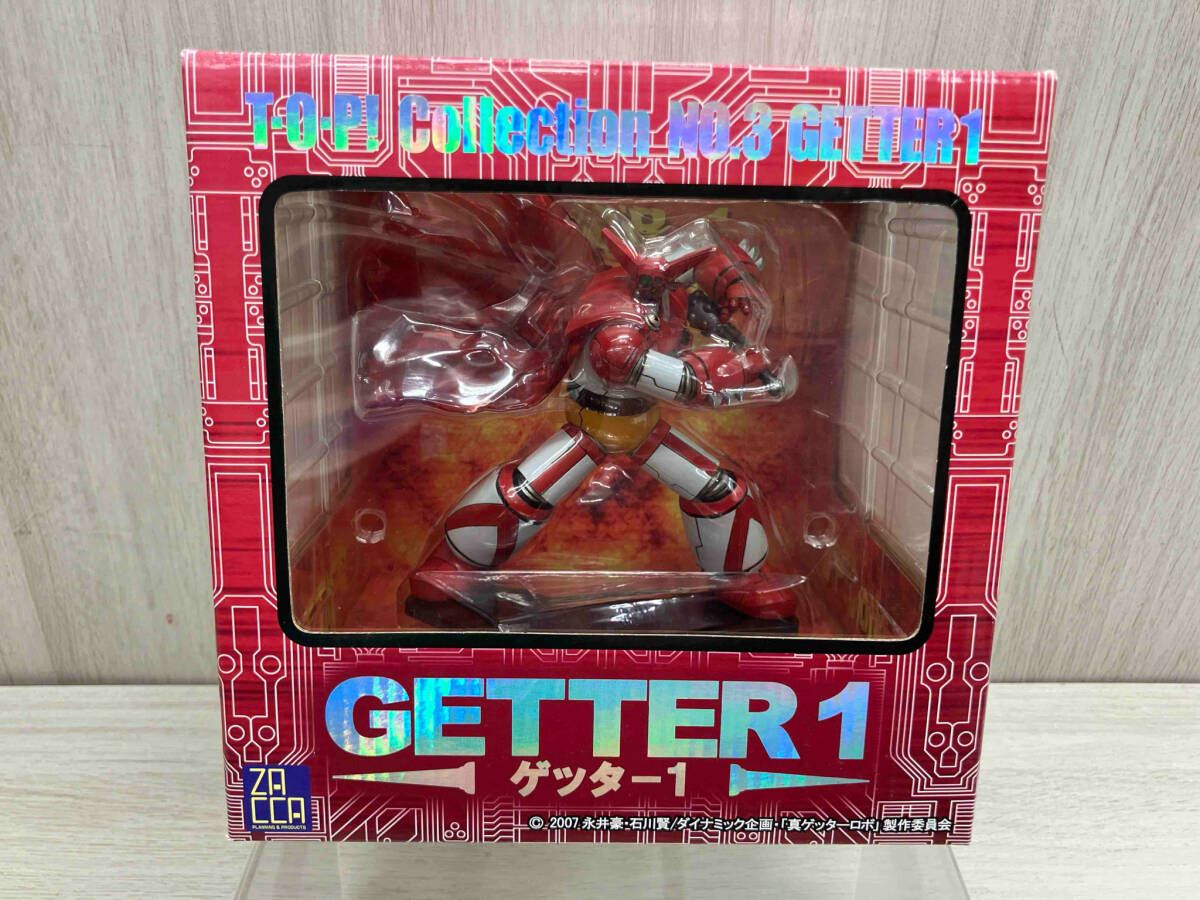 T-O-P! Collection NO.3 GETTER1
GETTER 1
ゲッター1
ZA
CCA
PLANNING & PRODUCTS
© 2007 永井豪・石川賢/ダイナミック企画・「真ゲッターロボ」製作委員会